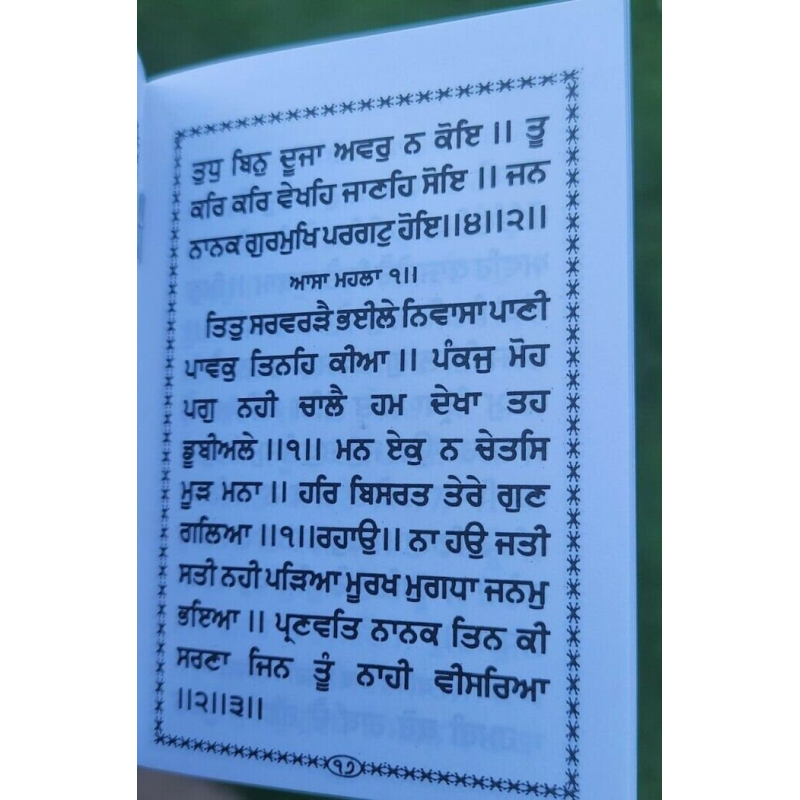 ਤੁਧੁ ਬਿਨੁ ਦੂਜਾ ਅਵਰੁ ਨ ਕੋਇ ॥ ਤੂ
ਕਰਿ ਕਰਿ ਵੇਖਹਿ ਜਾਣਹਿ ਸੋਇ ॥ ਜਨ
ਨਾਨਕ ਗੁਰਮੁਖਿ ਪਰਗਟੁ ਹੋਇ॥੪॥੨॥
ਆਸਾ ਮਹਲਾ ੧॥
ਤਿਤੁ ਸਰਵਰੜੈ ਭਈਲੇ ਨਿਵਾਸਾ ਪਾਣੀ
ਪਾਵਕੁ ਤਿਨਹਿ ਕੀਆ ॥ ਪੰਕਜੁ ਮੋਹ
ਪਗੁ ਨਹੀ ਚਾਲੈ ਹਮ ਦੇਖਾ ਤਹ
ਡੂਬੀਅਲੇ ॥੧॥ ਮਨ ਏਕੁ ਨ ਚੇਤਸਿ
ਮੂੜ ਮਨਾ ॥ ਹਰਿ ਬਿਸਰਤ ਤੇਰੇ ਗੁਣ
ਗਲਿਆ ॥੧॥ਰਹਾਉ॥ ਨਾ ਹਉ ਜਤੀ
ਸਤੀ ਨਹੀ ਪੜਿਆ ਮੂਰਖ ਮੁਗਧਾ ਜਨਮੁ
ਭਇਆ ॥ ਪ੍ਰਣਵਤਿ ਨਾਨਕ ਤਿਨ ਕੀ
ਸਰਣਾ ਜਿਨ ਤੂੰ ਨਾਹੀ ਵੀਸਰਿਆ
॥੨॥੩॥
੧੭